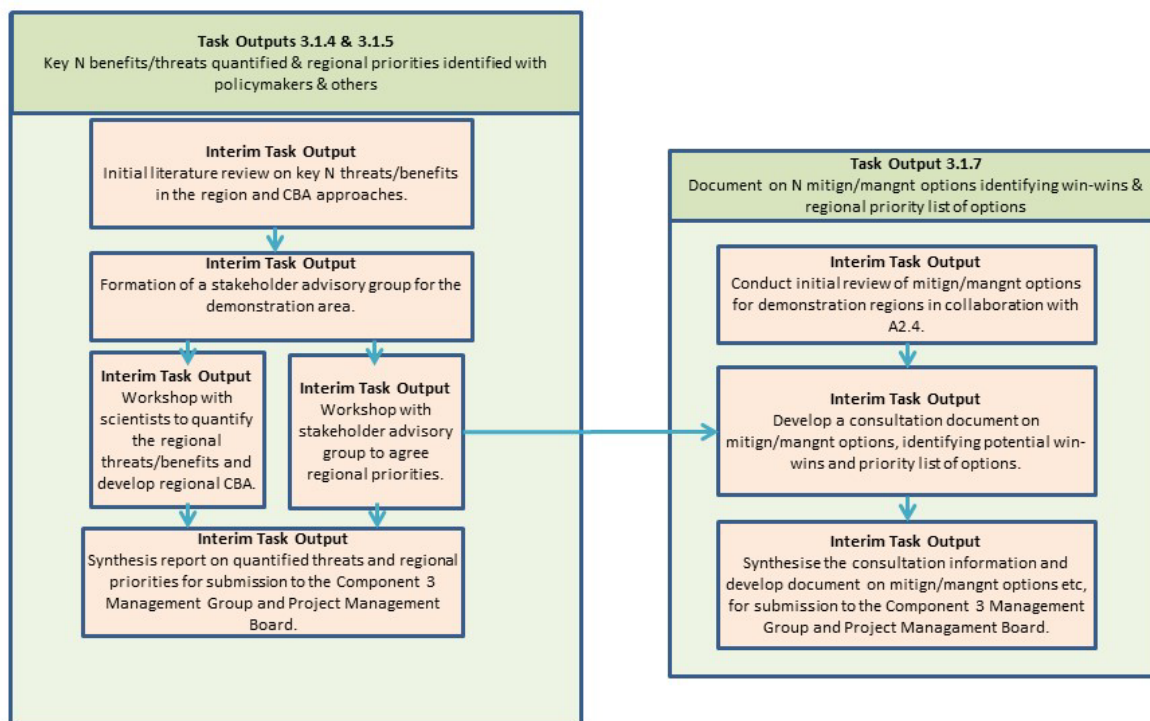 Task Outputs 3.1.4 & 3.1.5
Key N benefits/threats quantified & regional priorities identified with
policymakers & others
Interim Task Output
Initial literature review on key N threats/benefits
in the region and CBA approaches.
Interim Task Output
Formation of a stakeholder advisory group for the
demonstration area.
Interim Task Output
Workshop with
scientists to quantify
the regional
threats/benefits and
develop regional CBA.
Interim Task Output
Workshop with
stakeholder advisory
group to agree
regional priorities.
Interim Task Output
Synthesis report on quantified threats and regional
priorities for submission to the Component 3
Management Group and Project Management
Board.
Task Output 3.1.7
Document on N mitign/mangnt options identifying win-wins &
regional priority list of options
Interim Task Output
Conduct initial review of mitign/mangnt options
for demonstration regions in collaboration with
A2.4.
Interim Task Output
Develop a consultation document on
mitign/mangnt options, identifying potential win-
wins and priority list of options.
Interim Task Output
Synthesise the consultation information and
develop document on mitign/mangnt options etc,
for submission to the Component 3 Management
Group and Project Managament Board.